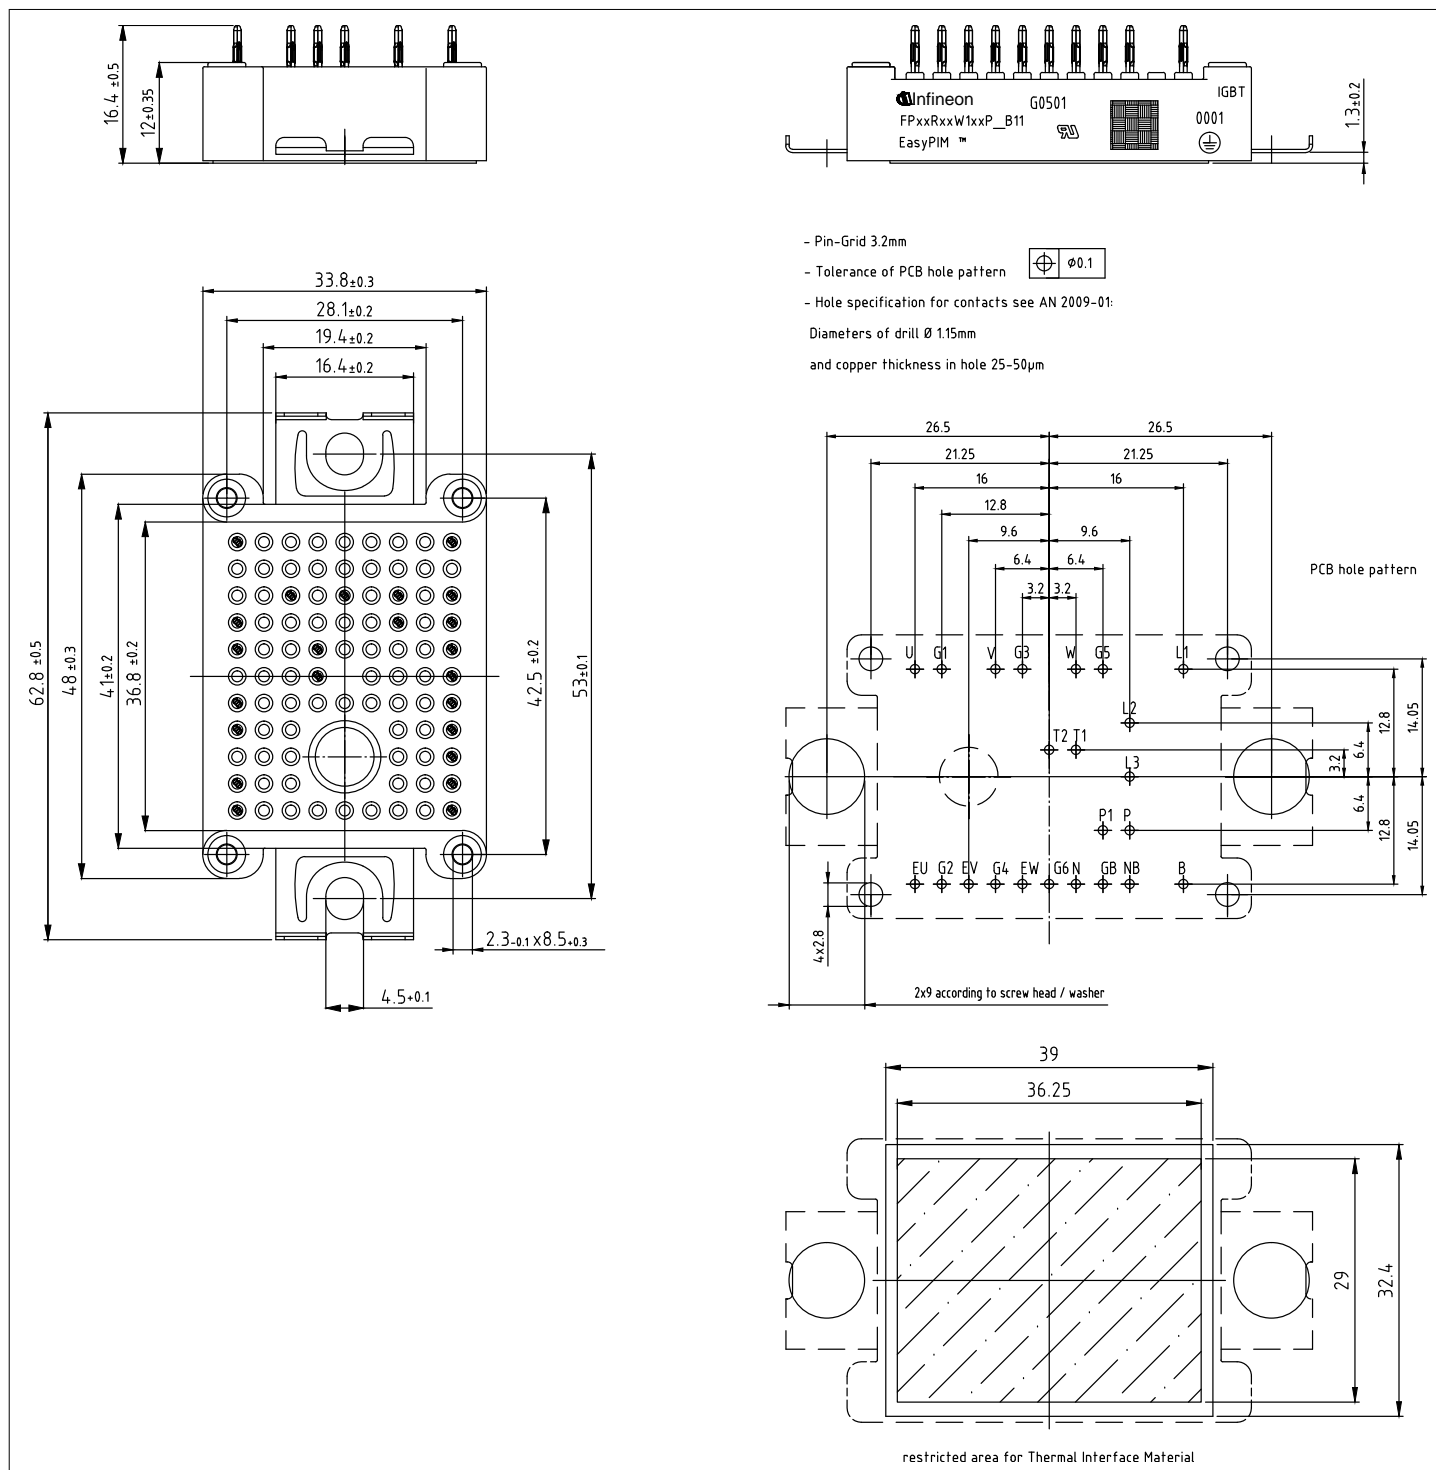 16.4 ±0.5
12±0.35
Infineon
G0501
IGBT
FPxxRxxW1xxP_B11
0001
EasyPIM ™
1.3±0.2
- Pin-Grid 3.2mm
- Tolerance of PCB hole pattern
Ø0.1
- Hole specification for contacts see AN 2009-01:
Diameters of drill Ø 1.15mm
and copper thickness in hole 25-50µm
33.8±0.3
28.1±0.2
19.4±0.2
16.4±0.2
62.8 ±0.5
48±0.3
41±0.2
36.8 ±0.2
42.5 ±0.2
53±0.1
2.3-0.1 x8.5+0.3
4.5+0.1
26.5
26.5
21.25
21.25
16
16
12.8
9.6
9.6
6.4
6.4
3.2
3.2
PCB hole pattern
U
G1
V
G3
W
G5
L1
L2
T2
T1
L3
P1
P
EU
G2
EV
G4
EW
G6
N
GB
NB
B
3.2
6.4
12.8
14.05
6.4
12.8
14.05
4x2.8
2x9 according to screw head / washer
39
36.25
29
32.4
restricted area for Thermal Interface Material